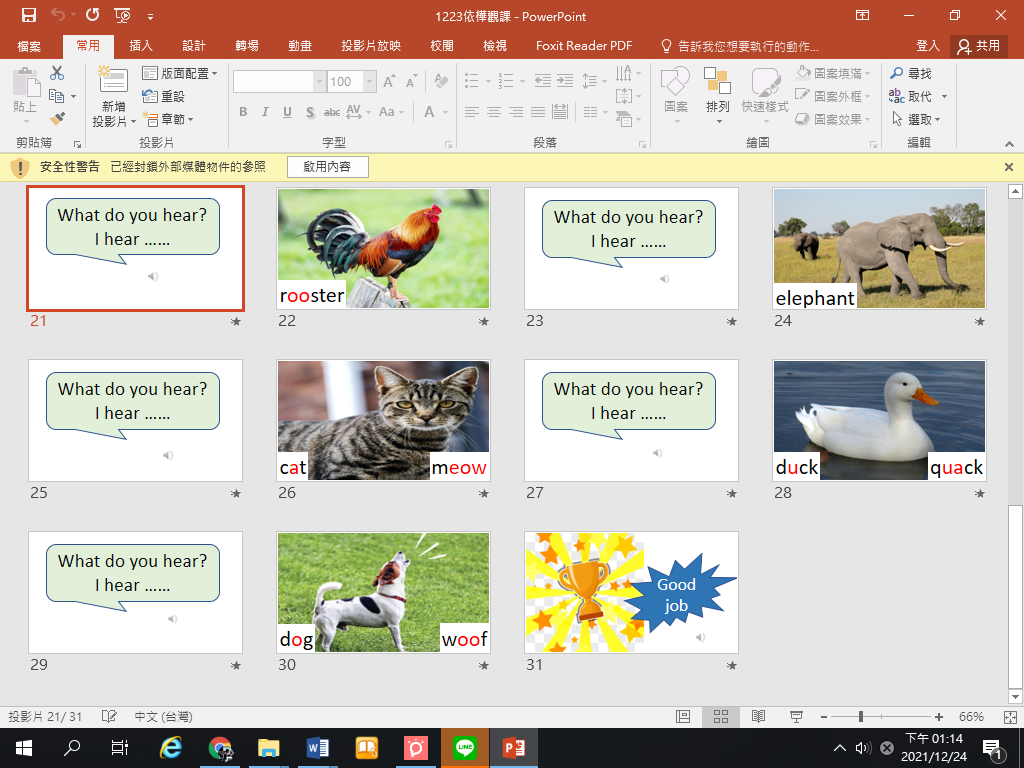 1223依樺觀課 - PowerPoint
檔案 常用 插入 設計 轉場 動畫 投影片放映 校閱 檢視 Foxit Reader PDF 告訴我您想要執行的動作... 登入 共用
貼上
剪貼簿
新增
投影片
版面配置
重設
章節
投影片
100
B I U S abc AV Aa A
字型
段落
圖案 排列 快速樣式
圖案填滿
圖案外框
圖案效果
繪圖
尋找
取代
選取
編輯
安全性警告 已經封鎖外部媒體物件的參照 啟用內容
What do you hear?
I hear ......
21
rooster
22
What do you hear?
I hear ......
23
elephant
24
What do you hear?
I hear ......
25
cat meow
26
What do you hear?
I hear ......
27
duck quack
28
What do you hear?
I hear ......
29
dog woof
30
Good
job
31
投影片 21/ 31 中文 (台灣) 66%
下午 01:14
2021/12/24
1